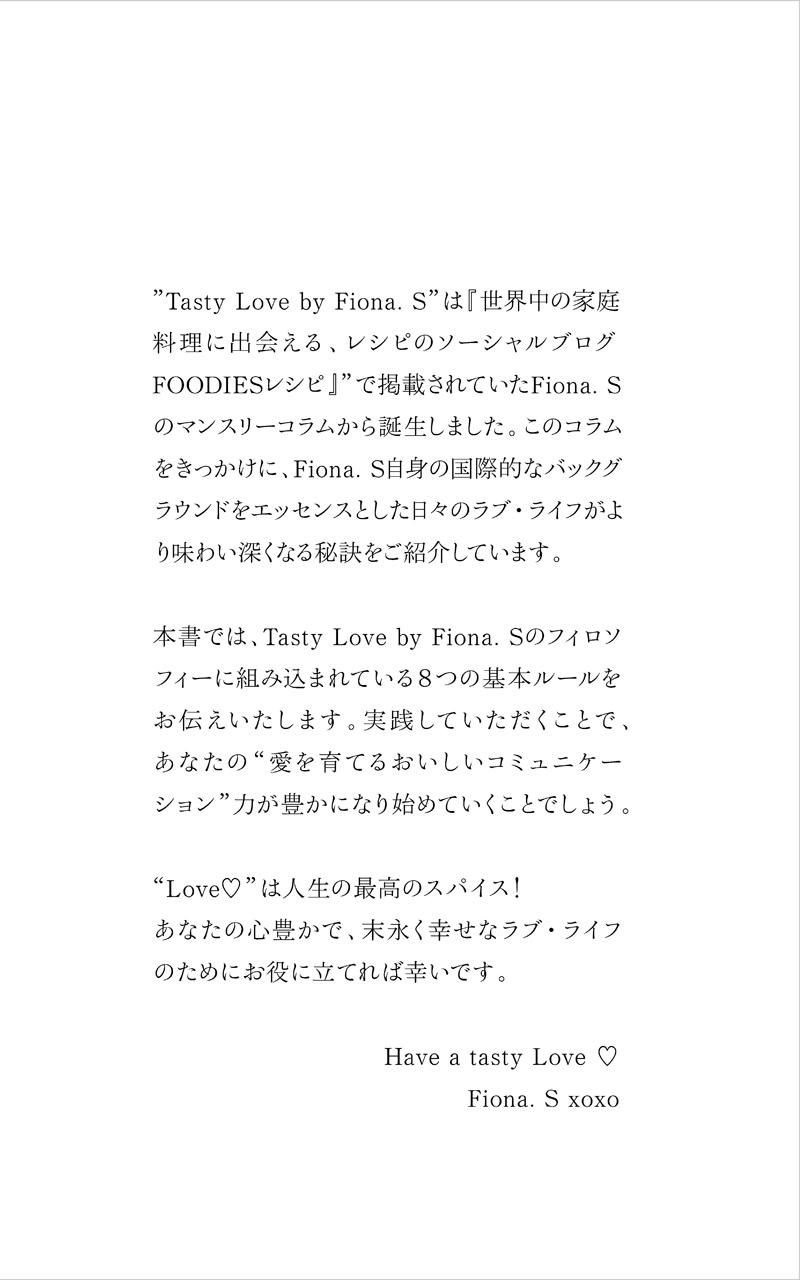 ”Tasty Love by Fiona. S”は『世界中の家庭
料理に出会える、レシピのソーシャルブログ
FOODIESレシピ』”で掲載されていたFiona. S
のマンスリーコラムから誕生しました。このコラム
をきっかけに、Fiona. S自身の国際的なバックグ
ラウンドをエッセンスとした日々のラブ・ライフがよ
り味わい深くなる秘訣をご紹介しています。
本書では、Tasty Love by Fiona. Sのフィロソ
フィーに組み込まれている8つの基本ルールを
お伝えいたします。実践していただくことで、
あなたの“愛を育てるおいしいコミュニケー
ション”力が豊かになり始めていくことでしょう。
“Love♡”は人生の最高のスパイス！
あなたの心豊かで、末永く幸せなラブ・ライフ
のためにお役に立てれば幸いです。
Have a tasty Love ♡
Fiona. S xoxo